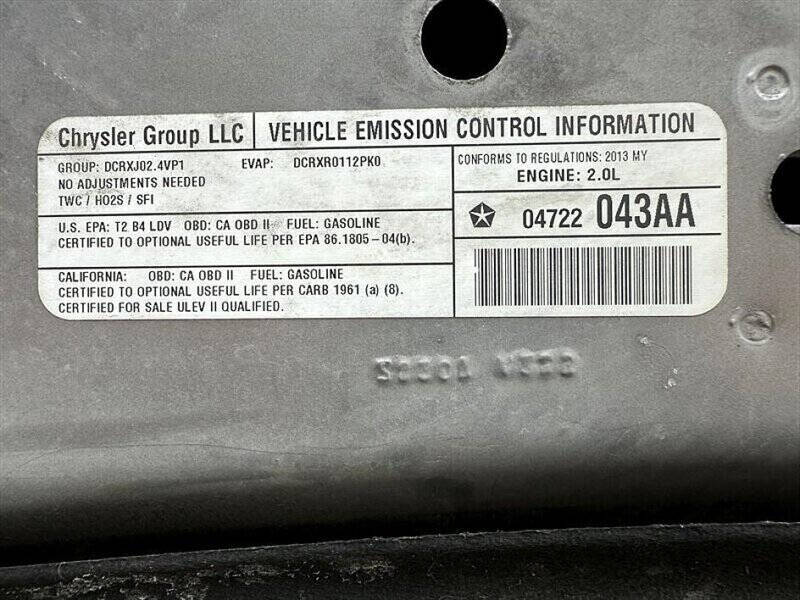 Chrysler Group LLC
VEHICLE EMISSION CONTROL INFORMATION
GROUP: DCRXJ02.4VP1 EVAP: DCRXR0112PK0
NO ADJUSTMENTS NEEDED
TWC / HO2S / SFI
CONFORMS TO REGULATIONS: 2013 MY
ENGINE: 2.0L
U.S. EPA: T2 B4 LDV OBD: CA OBD II FUEL: GASOLINE
CERTIFIED TO OPTIONAL USEFUL LIFE PER EPA 86.1805-04(b).
04722 043AA
CALIFORNIA: OBD: CA OBD II FUEL: GASOLINE
CERTIFIED TO OPTIONAL USEFUL LIFE PER CARB 1961 (a) (8).
CERTIFIED FOR SALE ULEV II QUALIFIED.